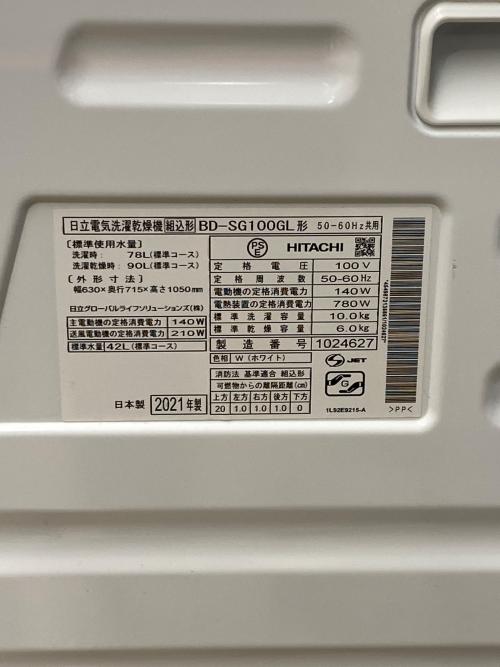 日立電気洗濯乾燥機 組込形 BD-SG100GL形 50-60Hz共用
〔標準使用水量〕
洗濯時: 78L(標準コース)
洗濯乾燥時: 90L(標準コース)
〔外形寸法〕
幅630×奥行715×高さ1050mm
日立グローバルライフソリューションズ(株)
主電動機の定格消費電力 140W
送風電動機の定格消費電力 210W
標準水量 42L(標準コース)
日本製 2021年製
PS
E
HITACHI
定格電圧 100V
定格周波数 50-60Hz
電動機の定格消費電力 140W
電熱装置の定格消費電力 780W
標準洗濯容量 10.0kg
標準乾燥容量 6.0kg
製造番号 1024627
色相 W(ホワイト)
消防法 基準適合 組込形
可燃物からの離隔距離(cm)
上方 左方 右方 後方 下方
20 1.0 1.0 1.0 0
S JET
G
1L92E9215-A
>PP<